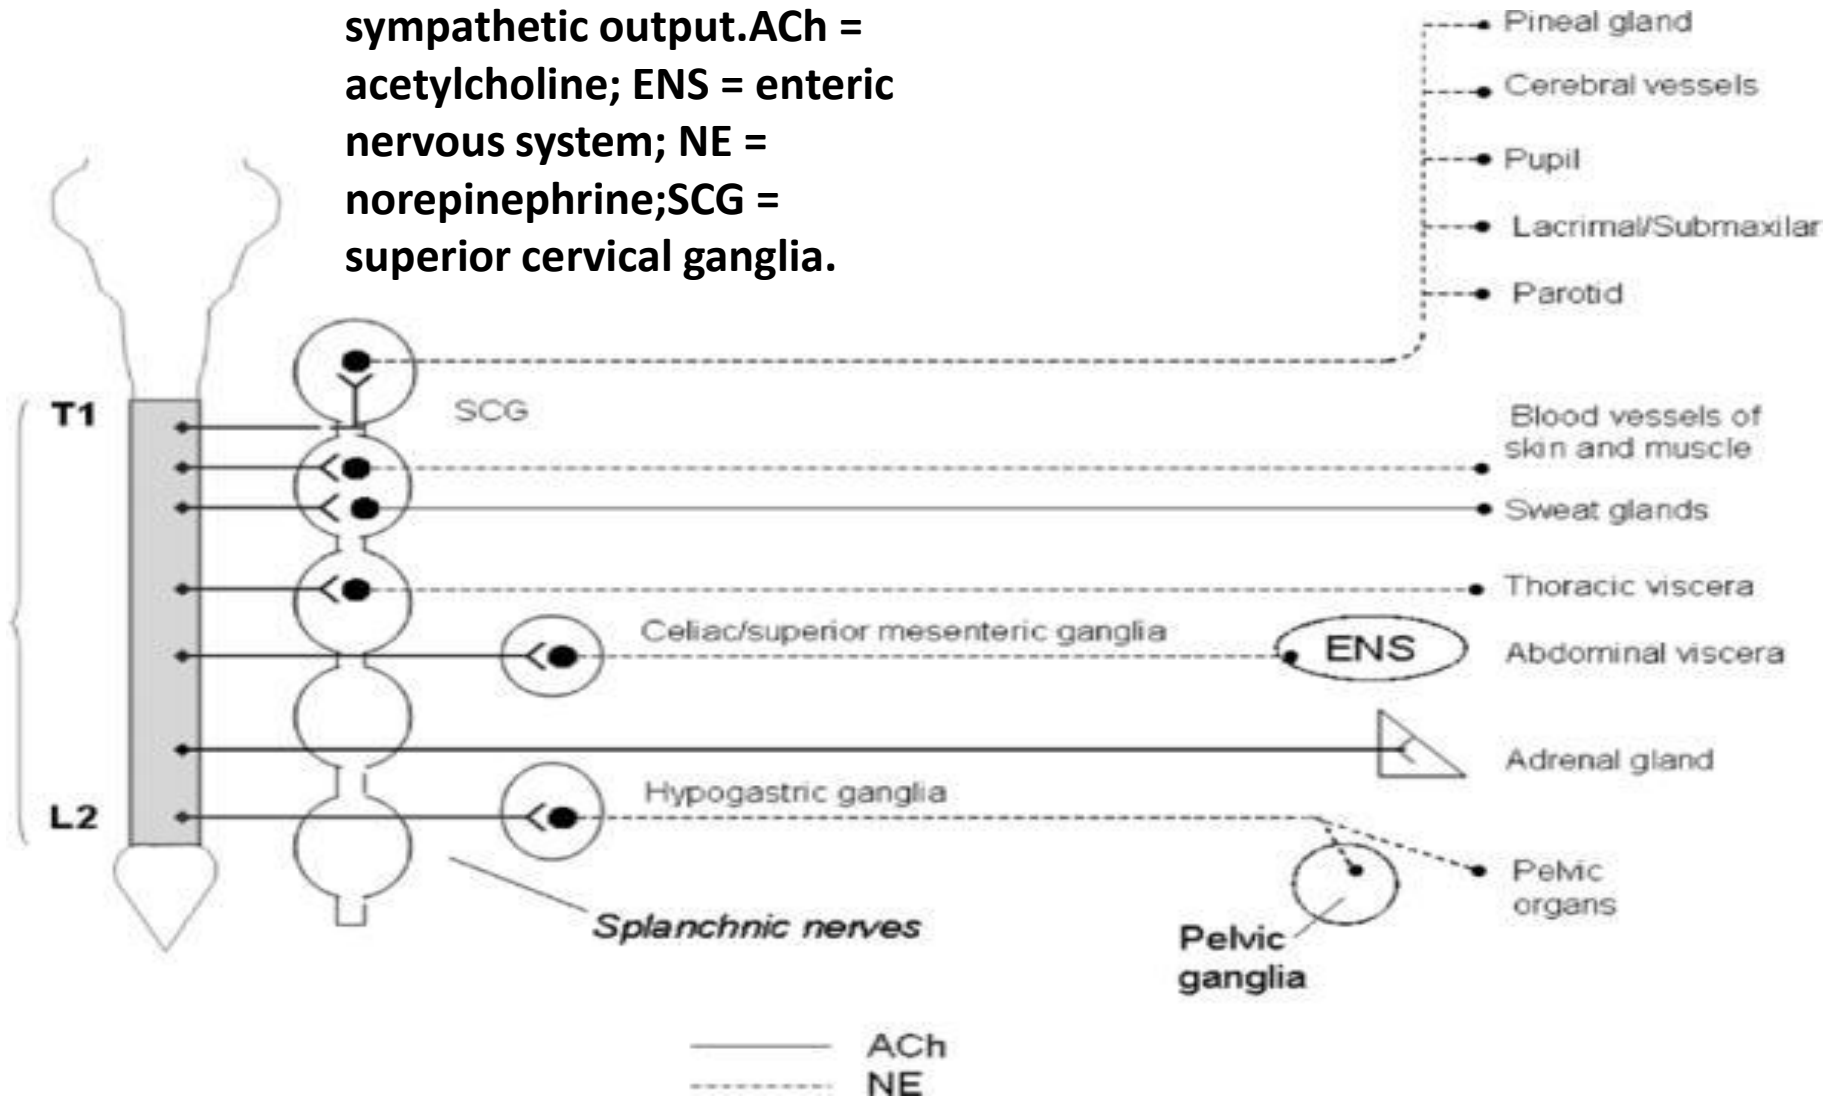 sympathetic output.ACh =
acetylcholine; ENS = enteric
nervous system; NE =
norepinephrine;SCG =
superior cervical ganglia.
Pineal gland
Cerebral vessels
Pupil
Lacrimal/Submaxilar
Parotid
T1
SCG
Blood vessels of
skin and muscle
Sweat glands
Thoracic viscera
Celiac/superior mesenteric ganglia
ENS
Abdominal viscera
Adrenal gland
L2
Hypogastric ganglia
Pelvic
organs
Splanchnic nerves
Pelvic
ganglia
ACh
NE